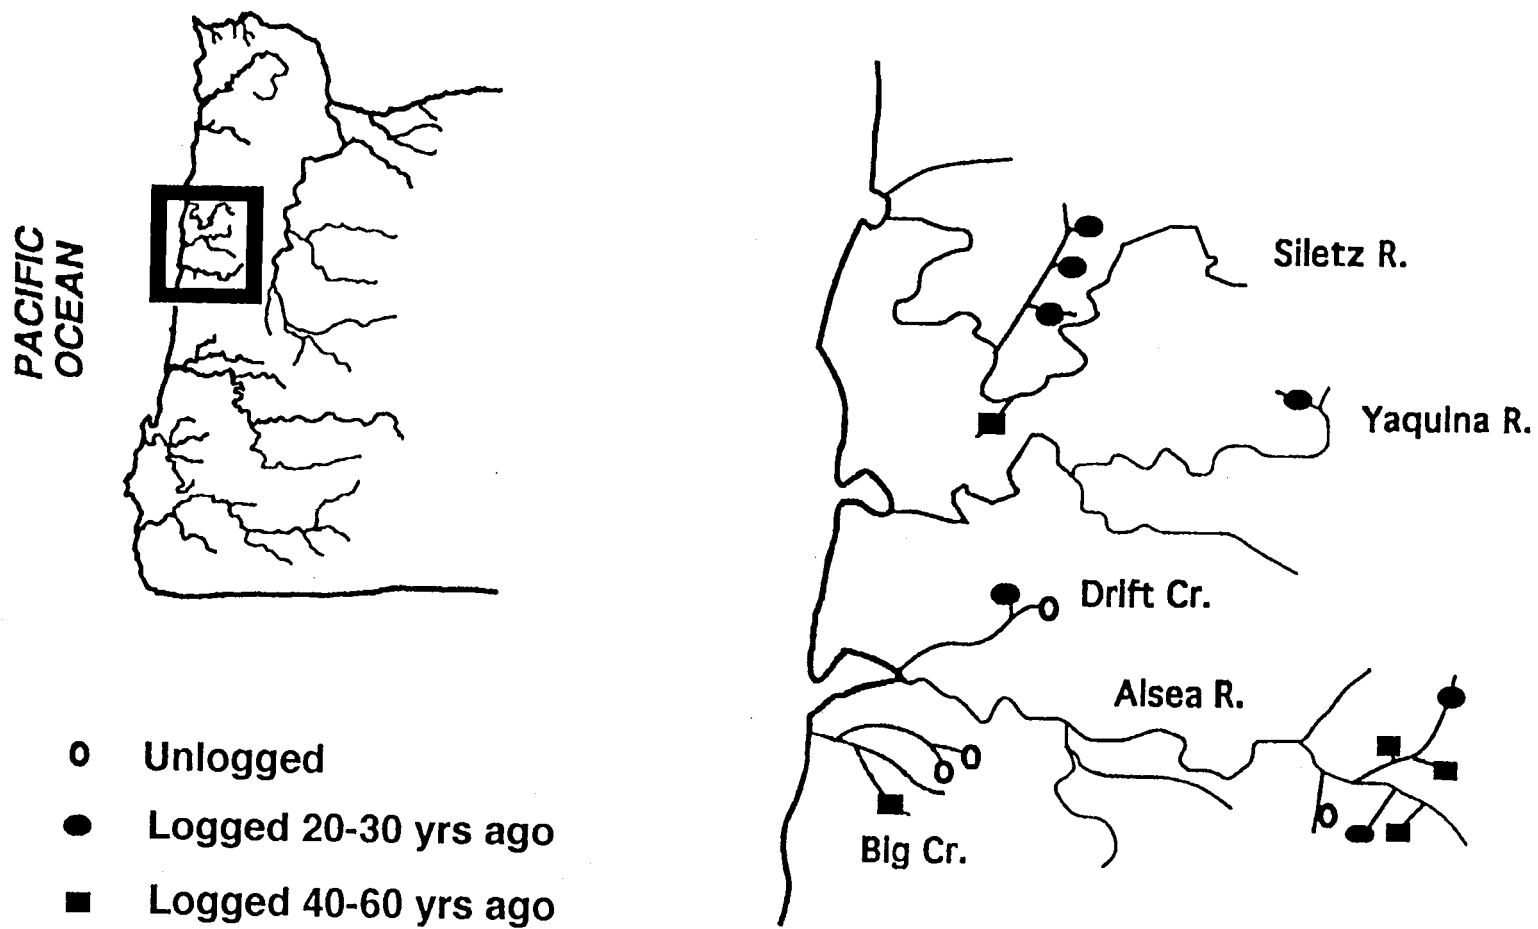 PACIFIC
OCEAN
Siletz R.
Yaquina R.
Drift Cr.
Alsea R.
Big Cr.
Unlogged
Logged 20-30 yrs ago
Logged 40-60 yrs ago